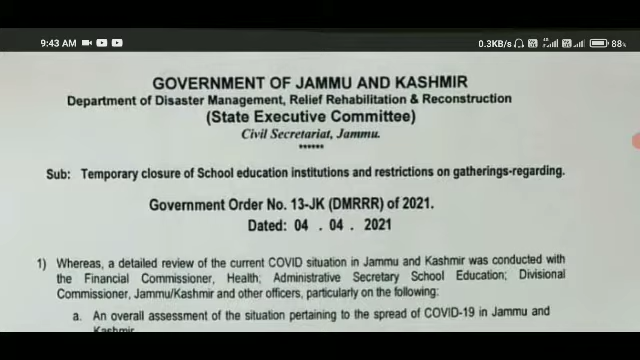 9:43 AM
0.3KB/s
88%
GOVERNMENT OF JAMMU AND KASHMIR
Department of Disaster Management, Relief Rehabilitation & Reconstruction
(State Executive Committee)
Civil Secretariat, Jammu.
******
Sub: Temporary closure of School education institutions and restrictions on gatherings-regarding.
Government Order No. 13-JK (DMRRR) of 2021.
Dated: 04 . 04 . 2021
1) Whereas, a detailed review of the current COVID situation in Jammu and Kashmir was conducted with
the Financial Commissioner, Health; Administrative Secretary School Education; Divisional
Commissioner, Jammu/Kashmir and other officers, particularly on the following:
a. An overall assessment of the situation pertaining to the spread of COVID-19 in Jammu and
Kashmir